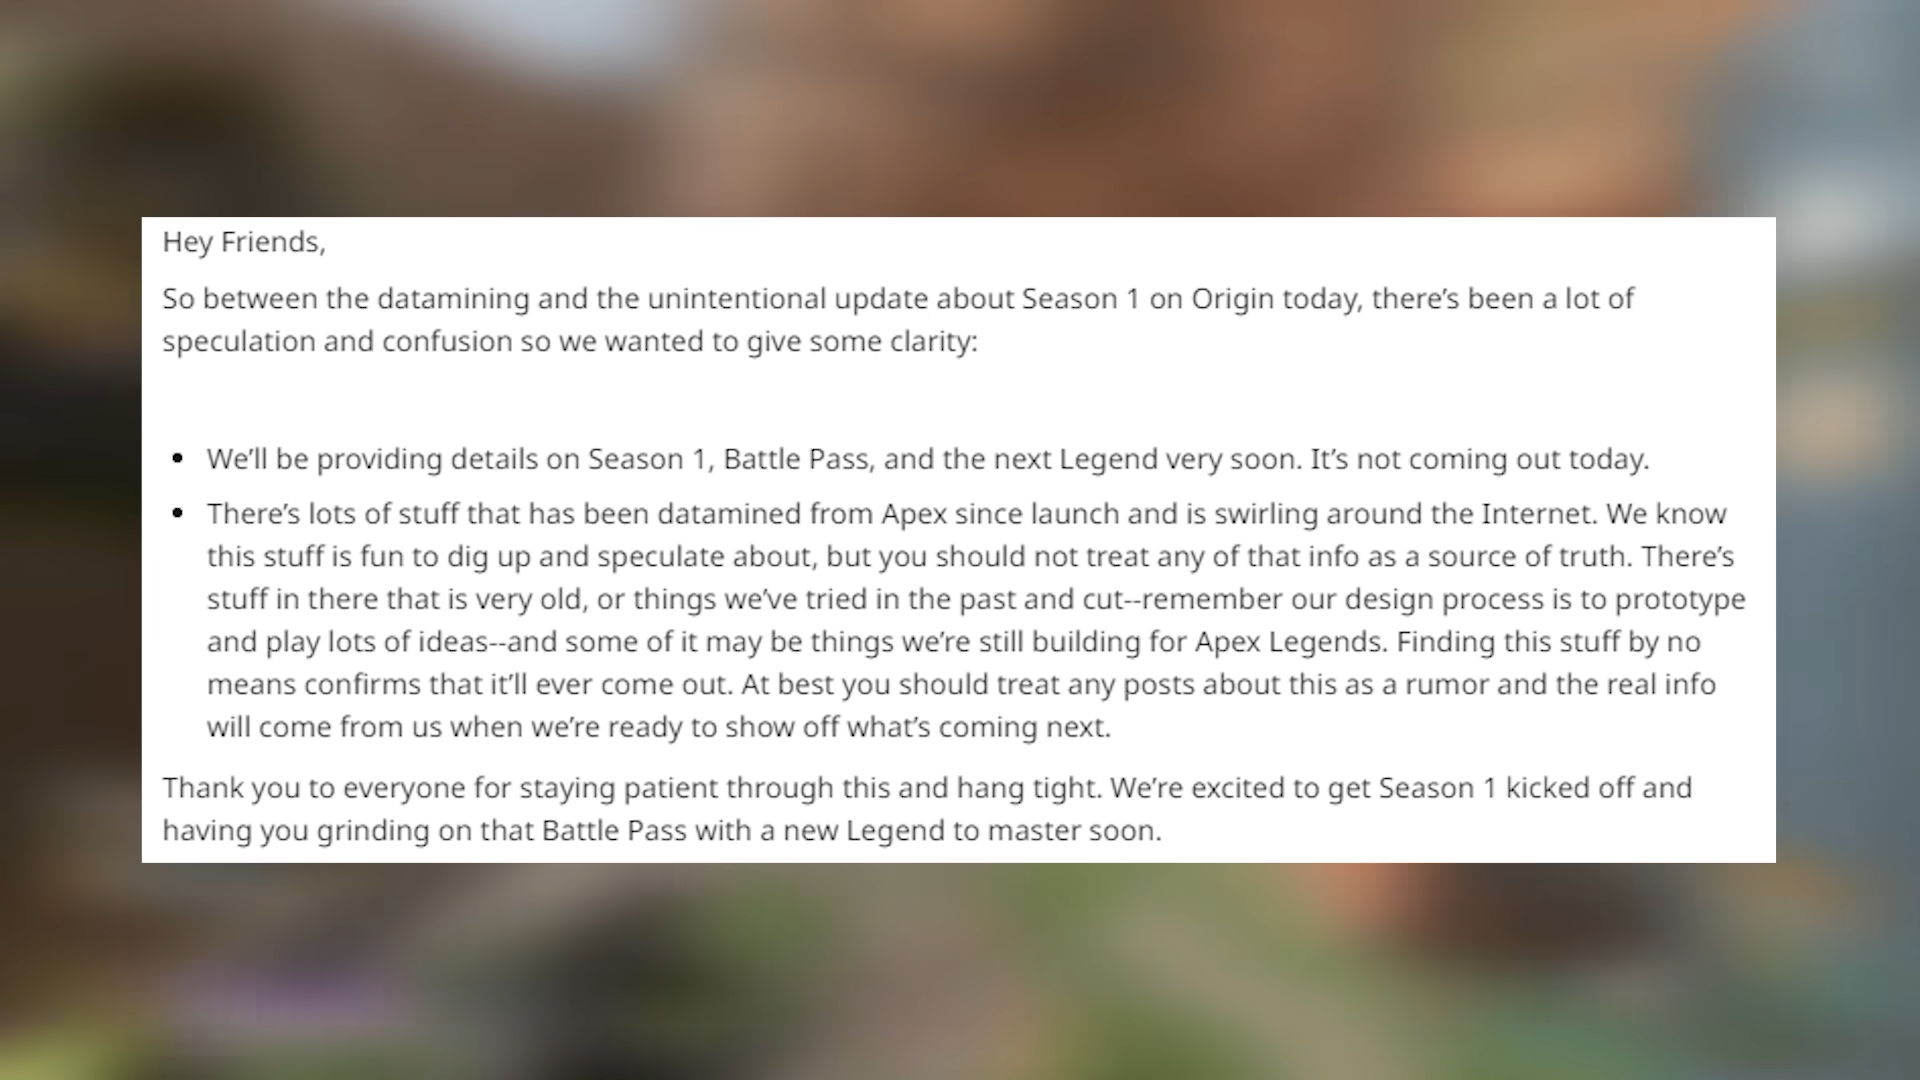 Hey Friends,
So between the datamining and the unintentional update about Season 1 on Origin today, there’s been a lot of
speculation and confusion so we wanted to give some clarity:
• We’ll be providing details on Season 1, Battle Pass, and the next Legend very soon. It’s not coming out today.
• There’s lots of stuff that has been datamined from Apex since launch and is swirling around the Internet. We know
this stuff is fun to dig up and speculate about, but you should not treat any of that info as a source of truth. There’s
stuff in there that is very old, or things we’ve tried in the past and cut--remember our design process is to prototype
and play lots of ideas--and some of it may be things we’re still building for Apex Legends. Finding this stuff by no
means confirms that it’ll ever come out. At best you should treat any posts about this as a rumor and the real info
will come from us when we’re ready to show off what’s coming next.
Thank you to everyone for staying patient through this and hang tight. We’re excited to get Season 1 kicked off and
having you grinding on that Battle Pass with a new Legend to master soon.